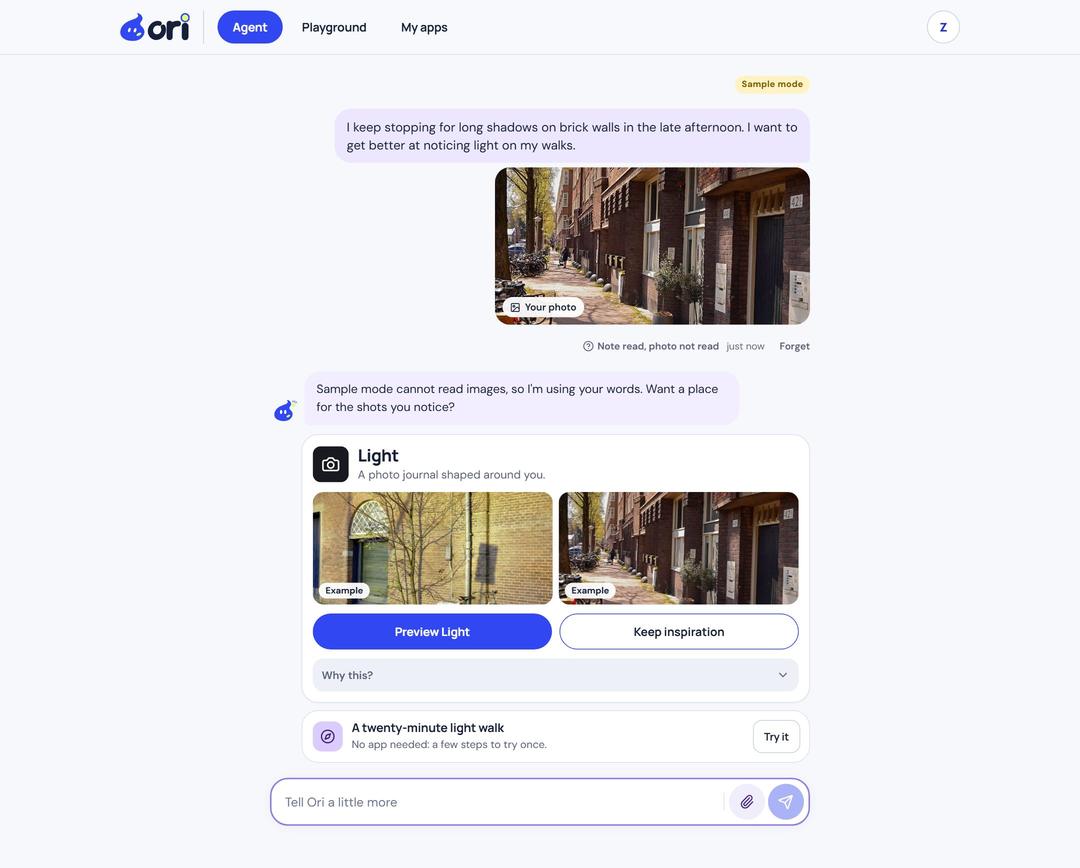 ori
Agent
Playground
My apps
Z
Sample mode
I keep stopping for long shadows on brick walls in the late afternoon. I want to
get better at noticing light on my walks.
Your photo
Note read, photo not read
just now
Forget
Sample mode cannot read images, so I'm using your words. Want a place
for the shots you notice?
Light
A photo journal shaped around you.
Example
Example
Preview Light
Keep inspiration
Why this?
A twenty-minute light walk
No app needed: a few steps to try once.
Try it
Tell Ori a little more